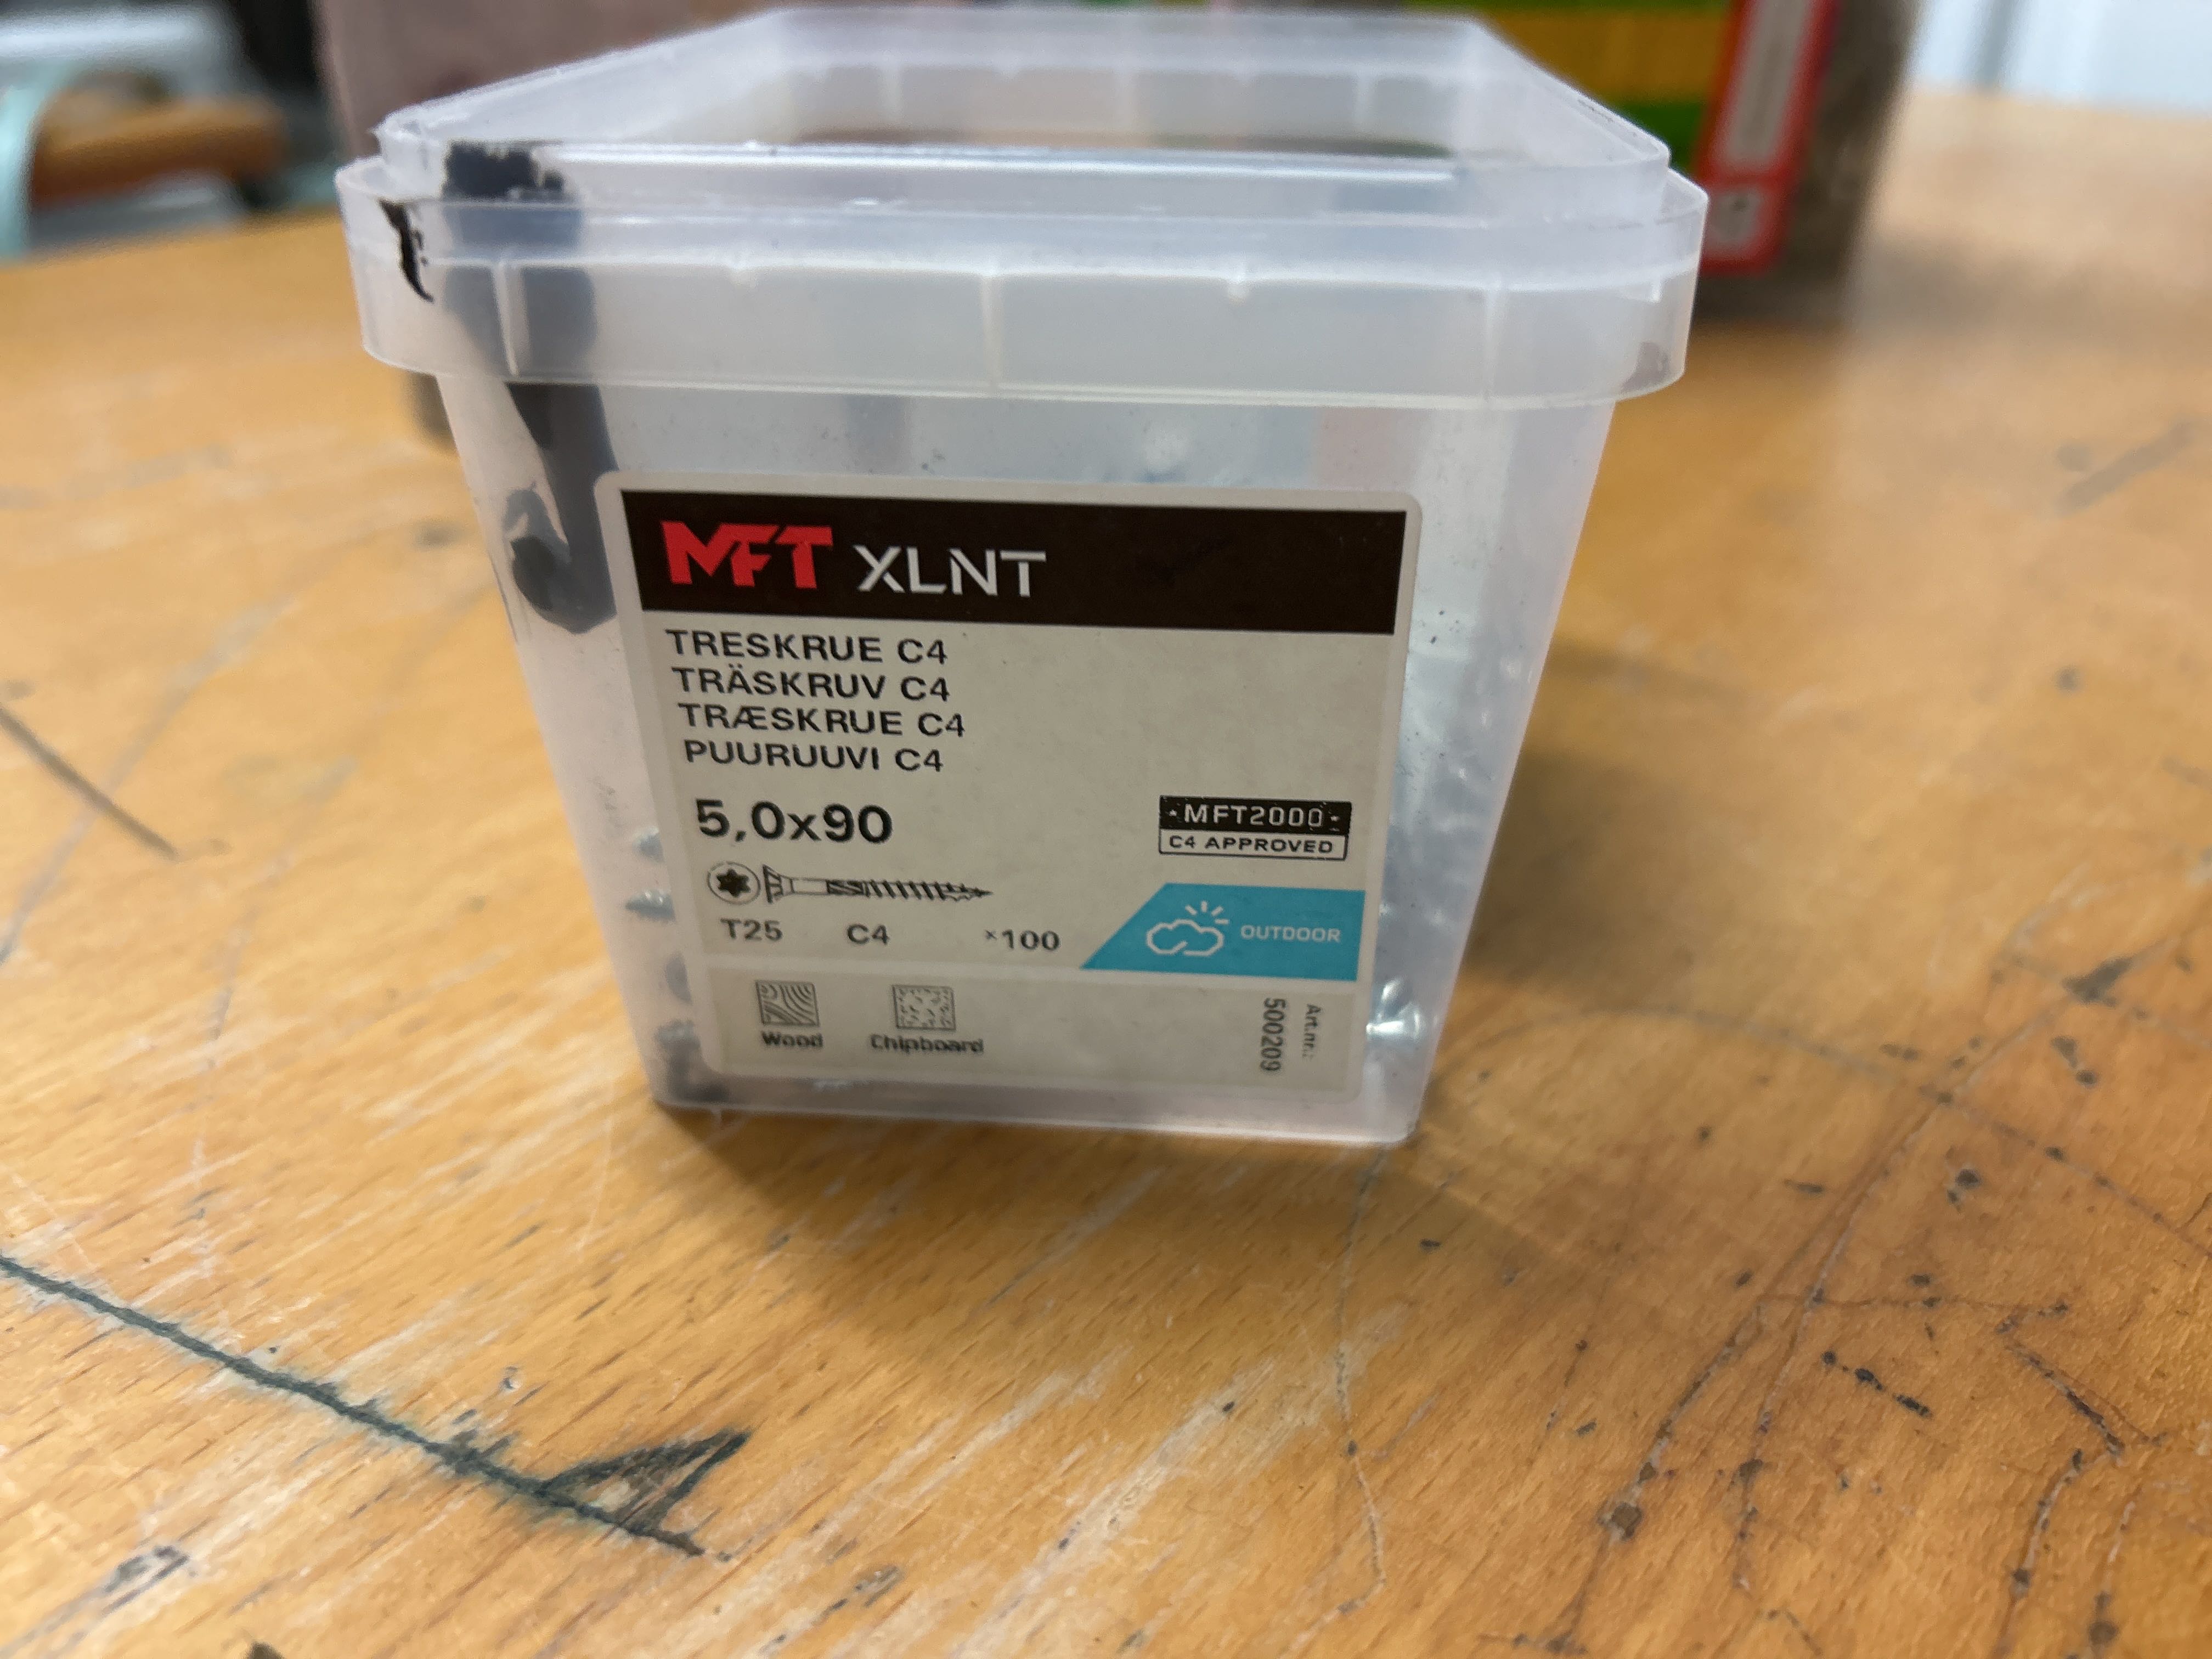 MFT XLNT
TRESKRUE C4
TRÄSKRUV C4
TRÆSKRUE C4
PUURUUVI C4
5,0x90
·MFT2000·
C4 APPROVED
T25 C4 ×100
OUTDOOR
Wood Chipboard
Art.nr.:
500209